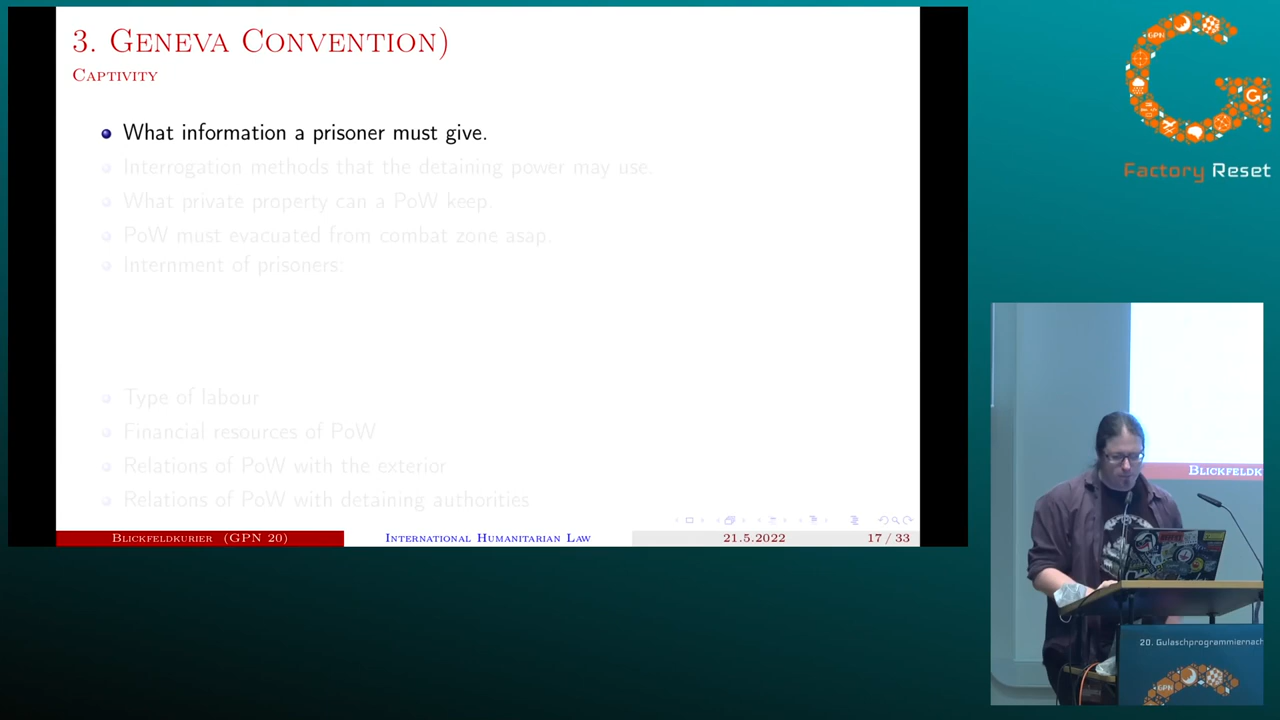 3. Geneva Convention)
Captivity
What information a prisoner must give.
Interrogation methods that the detaining power may use.
What private property can a PoW keep.
PoW must evacuated from combat zone asap.
Internment of prisoners:
Type of labour
Financial resources of PoW
Relations of PoW with the exterior
Relations of PoW with detaining authorities
Blickfeldkurier (GPN 20)
International Humanitarian Law
21.5.2022
17 / 33
GPN
G
Factory Reset
Blickfeldk
20. Gulaschprogrammiernach
GPN